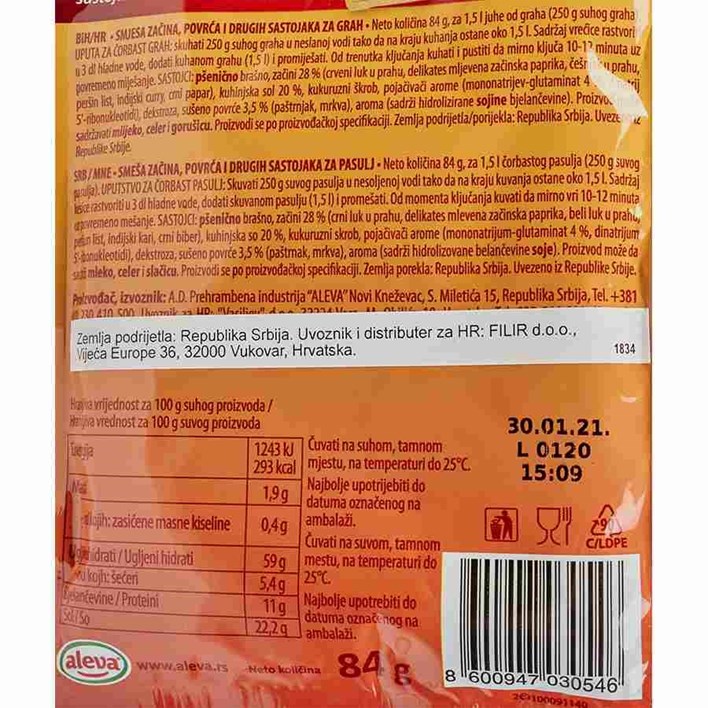 BIH/HR - SMJESA ZAČINA, POVRĆA I DRUGIH SASTOJAKA ZA GRAH • Neto količina 84 g, za 1,5 l juhe od graha (250 g suhog graha)
UPUTA ZA ČORBAST GRAH: skuhati 250 g suhog graha u neslanoj vodi tako da na kraju kuhanja ostane oko 1,5 l. Sadržaj vrećice rastvori
u 3 dl hladne vode, dodati kuhanom grahu (1,5 l) i promiješati. Od trenutka ključanja kuhati i pustiti da mirno ključa 10-12 minuta uz
povremeno miješanje. SASTOJCI: pšenično brašno, začini 28 % (crveni luk u prahu, delikates mljevena začinska paprika, u prahu,
peršin list, indijski curry, crni papar), kuhinjska sol 20 %, kukuruzni škrob, pojačivači arome (mononatrijev-glutaminat 4
5'-ribonukleotidi), dekstroza, sušeno povrće 3,5 % (paštrnjak, mrkva), aroma (sadrži hidrolizirane sojine bjelančevine).
sadržavati mlijeko, celer i gorušicu. Proizvodi se po proizvođačkoj specifikaciji. Zemlja podrijetla/porijekla: Republika Srbija.
Republike Srbije.
SRB/MNE - SMEŠA ZAČINA, POVRĆA I DRUGIH SASTOJAKA ZA PASULJ • Neto količina 84 g, za 1,5 l čorbastog pasulja (250 g suvog
UPUTSTVO ZA ČORBAST PASULJ: Skuvati 250 g suvog pasulja u nesoljenoj vodi tako da na kraju kuvanja ostane oko 1,5 l. Sadržaj
rastvoriti u 3 dl hladne vode, dodati skuvanom pasulju (1,5 l) i promešati. Od momenta ključanja kuvati da mirno vri 10-12 minuta
povremeno mešanje. SASTOJCI: pšenično brašno, začini 28 % (crni luk u prahu, delikates mlevena začinska paprika, beli luk u prahu,
list, indijski kari, crni biber), kuhinjska so 20 %, kukuruzni skrob, pojačivači arome (mononatrijum-glutaminat 4 %, dinatrijum
5'-ribonukleotidi), dekstroza, sušeno povrće 3,5 % (paštrnak, mrkva), aroma (sadrži hidrolizovane belančevine soje). Proizvod može da
mleko, celer i slačicu. Proizvodi se po proizvođačkoj specifikaciji. Zemlja porekla: Republika Srbija. Uvezeno iz Republike Srbije.
Proizvođač, izvoznik: A.D. Prehrambena industrija "ALEVA" Novi Kneževac, S. Miletića 15, Republika Srbija, Tel. +381
Zemlja podrijetla: Republika Srbija. Uvoznik i distributer za HR: FILIR d.o.o.,
Vijeća Europe 36, 32000 Vukovar, Hrvatska.
1834
Hranjiva vrijednost za 100 g suhog proizvoda /
Hranljiva vrednost za 100 g suvog proizvoda
1243 kJ
293 kcal
1,9 g
kojih: zasićene masne kiseline 0,4 g
Ugljikohidrati / Ugljeni hidrati 59 g
kojh: šećeri 5,4 g
Bjelančevine / Proteini 11 g
Sol / So 22,2 g
Čuvati na suhom, tamnom
mjestu, na temperaturi do 25°C.
Najbolje upotrijebiti do
datuma označenog na
ambalaži.
Čuvati na suvom, tamnom
mestu, na temperaturi do
25°C.
Najbolje upotrebiti do
datuma označenog na
ambalaži.
30.01.21.
L 0120
15:09
C/LDPE
aleva
www.aleva.rs
Neto količina 84 g
8 600947 030546